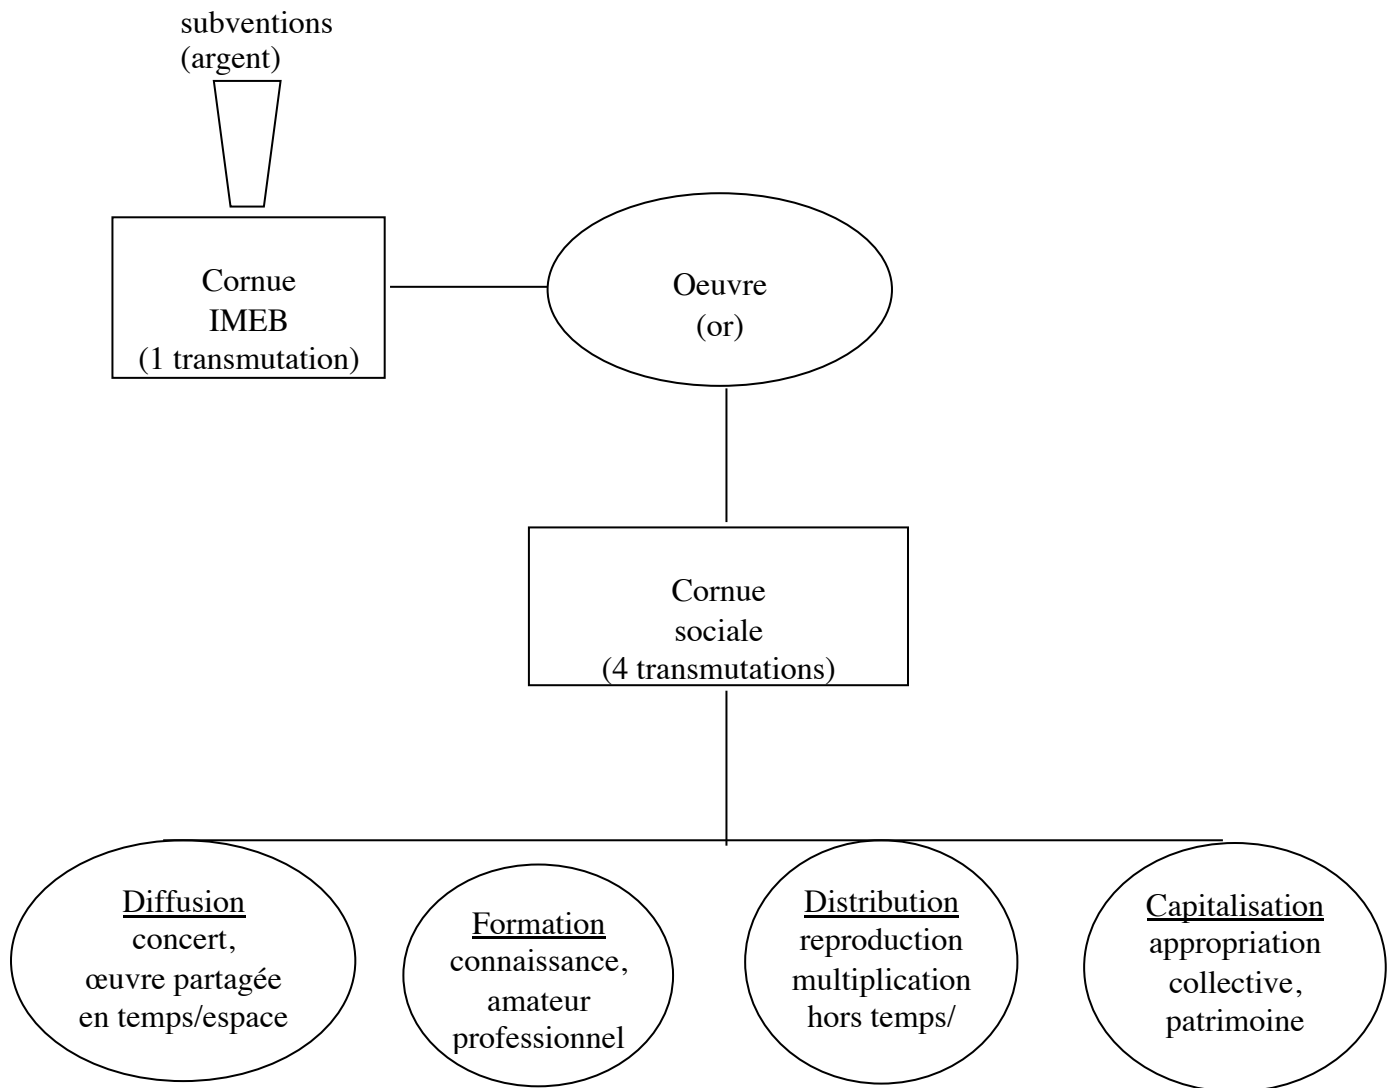 subventions
(argent)
Cornue
IMEB
(1 transmutation)
Oeuvre
(or)
Cornue
sociale
(4 transmutations)
Diffusion
concert,
œuvre partagée
en temps/espace
Formation
connaissance,
amateur
professionnel
Distribution
reproduction
multiplication
hors temps/
Capitalisation
appropriation
collective,
patrimoine